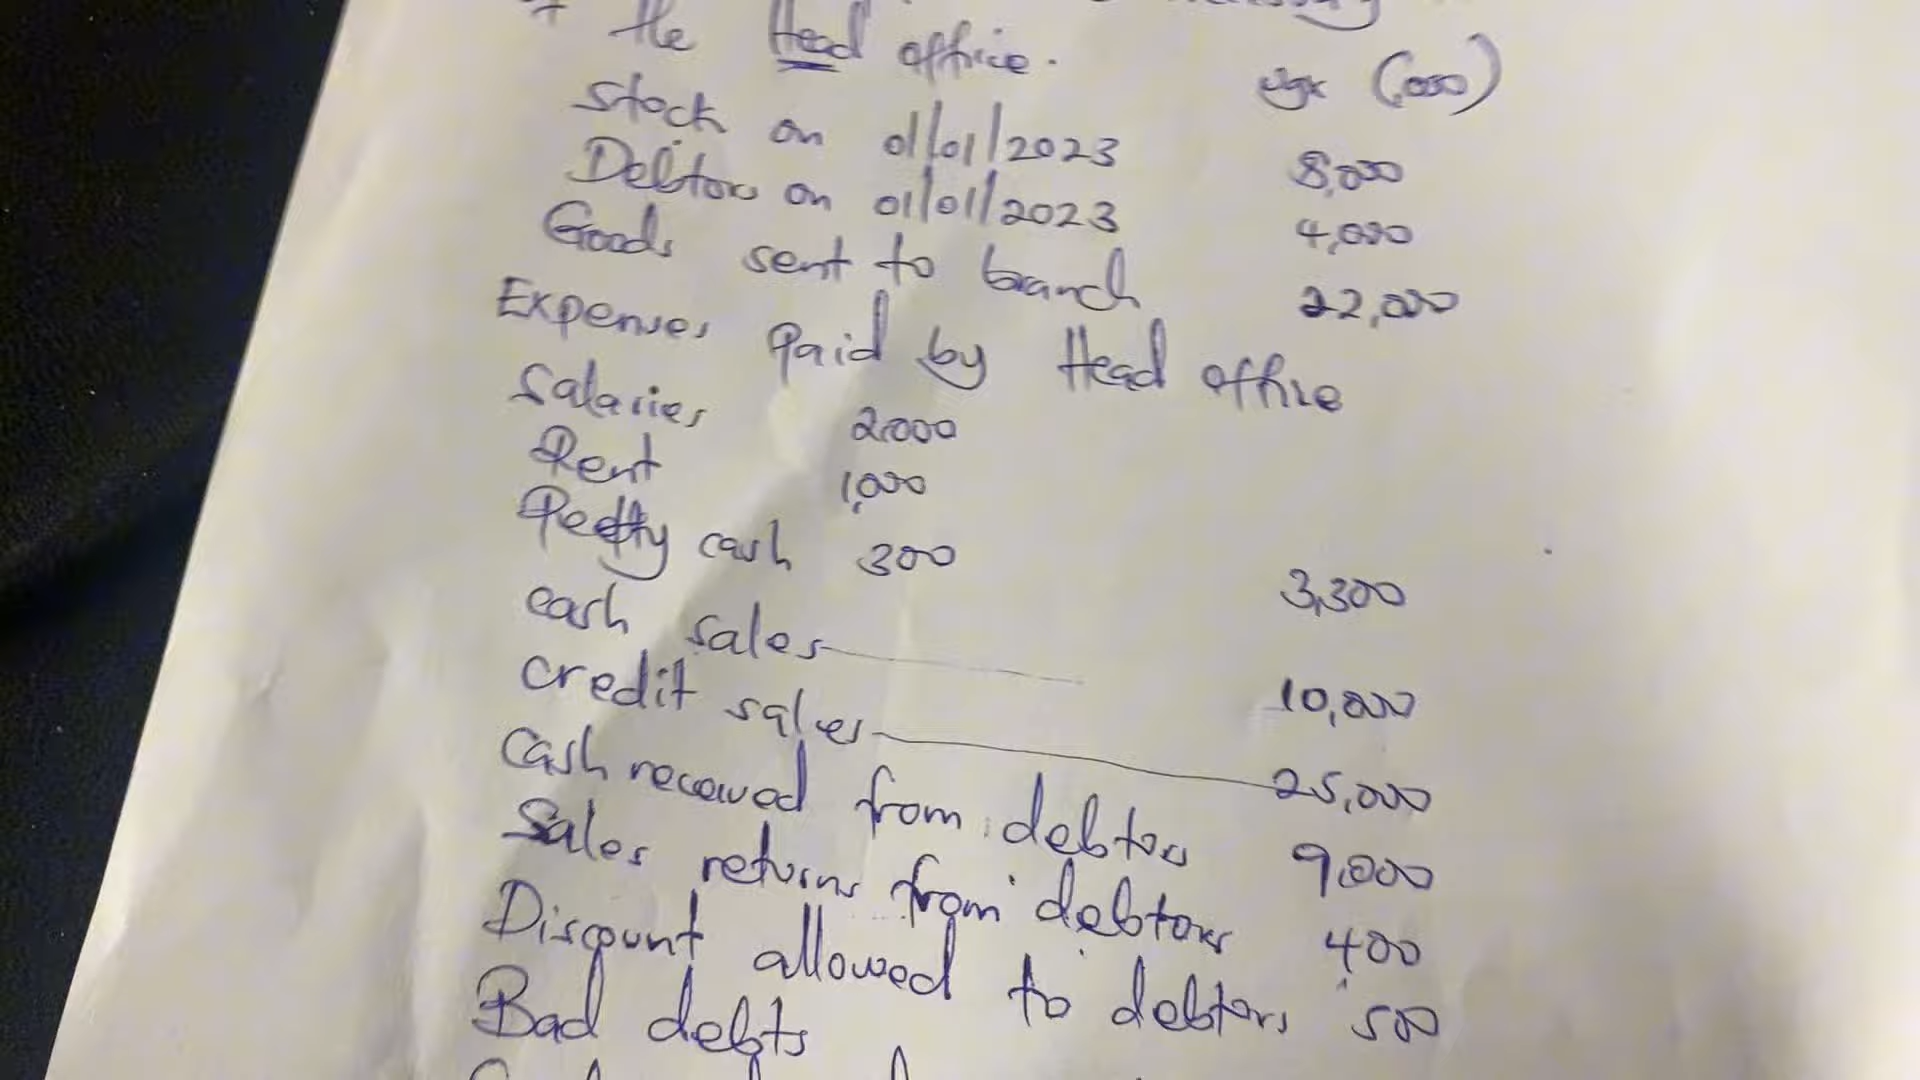 the Head office.
ugx (,000)
Stock on 01/01/2023 8,000
Debtors on 01/01/2023 4,000
Goods sent to branch 22,000
Expenses paid by Head office
Salaries 2,000
Rent 1,000
Petty cash 300 3,300
cash sales 10,000
credit sales 25,000
Cash received from debtors 9,000
Sales returns from debtors 400
Discount allowed to debtors 500
Bad debts